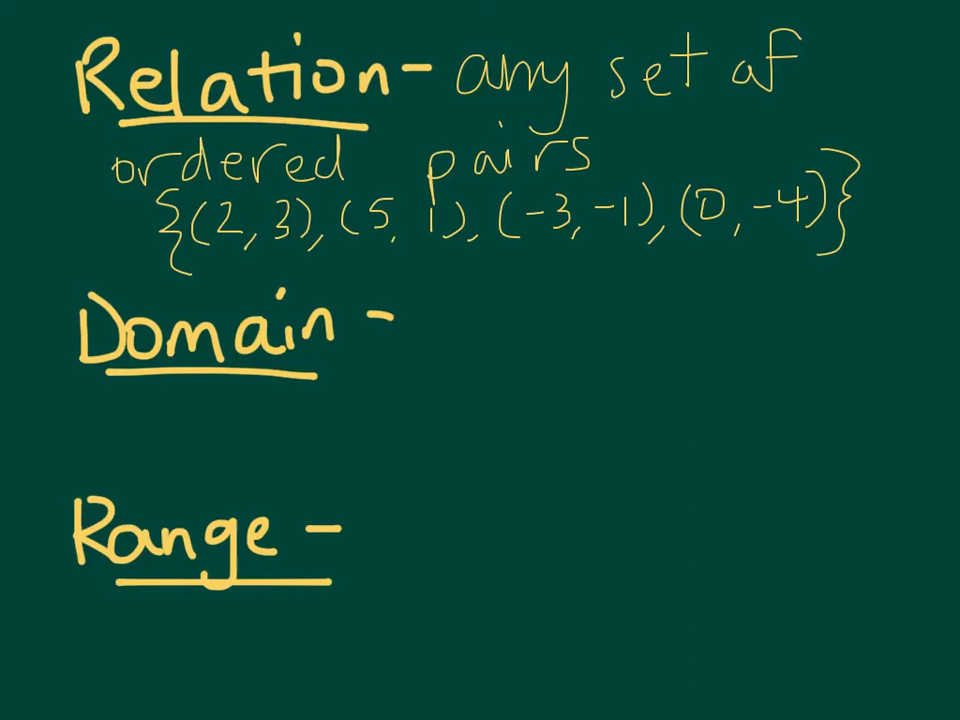 Relation- any set of
ordered pairs
{(2, 3), (5, 1), (-3, -1), (0, -4)}
Domain -
Range -